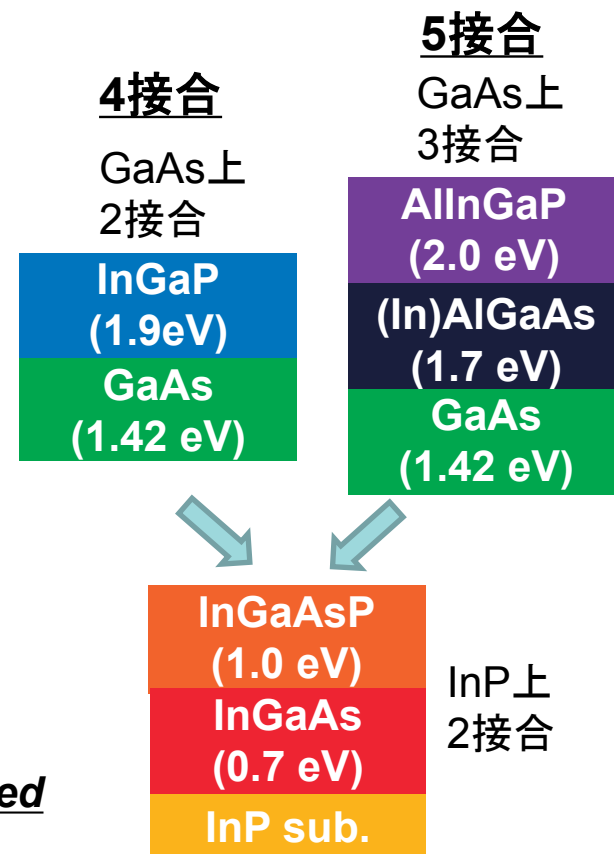 4接合
GaAs上
2接合
InGaP
(1.9eV)
GaAs
(1.42 eV)
5接合
GaAs上
3接合
AlInGaP
(2.0 eV)
(In)AlGaAs
(1.7 eV)
GaAs
(1.42 eV)
InGaAsP
(1.0 eV)
InGaAs
(0.7 eV)
InP sub.
InP上
2接合
ed